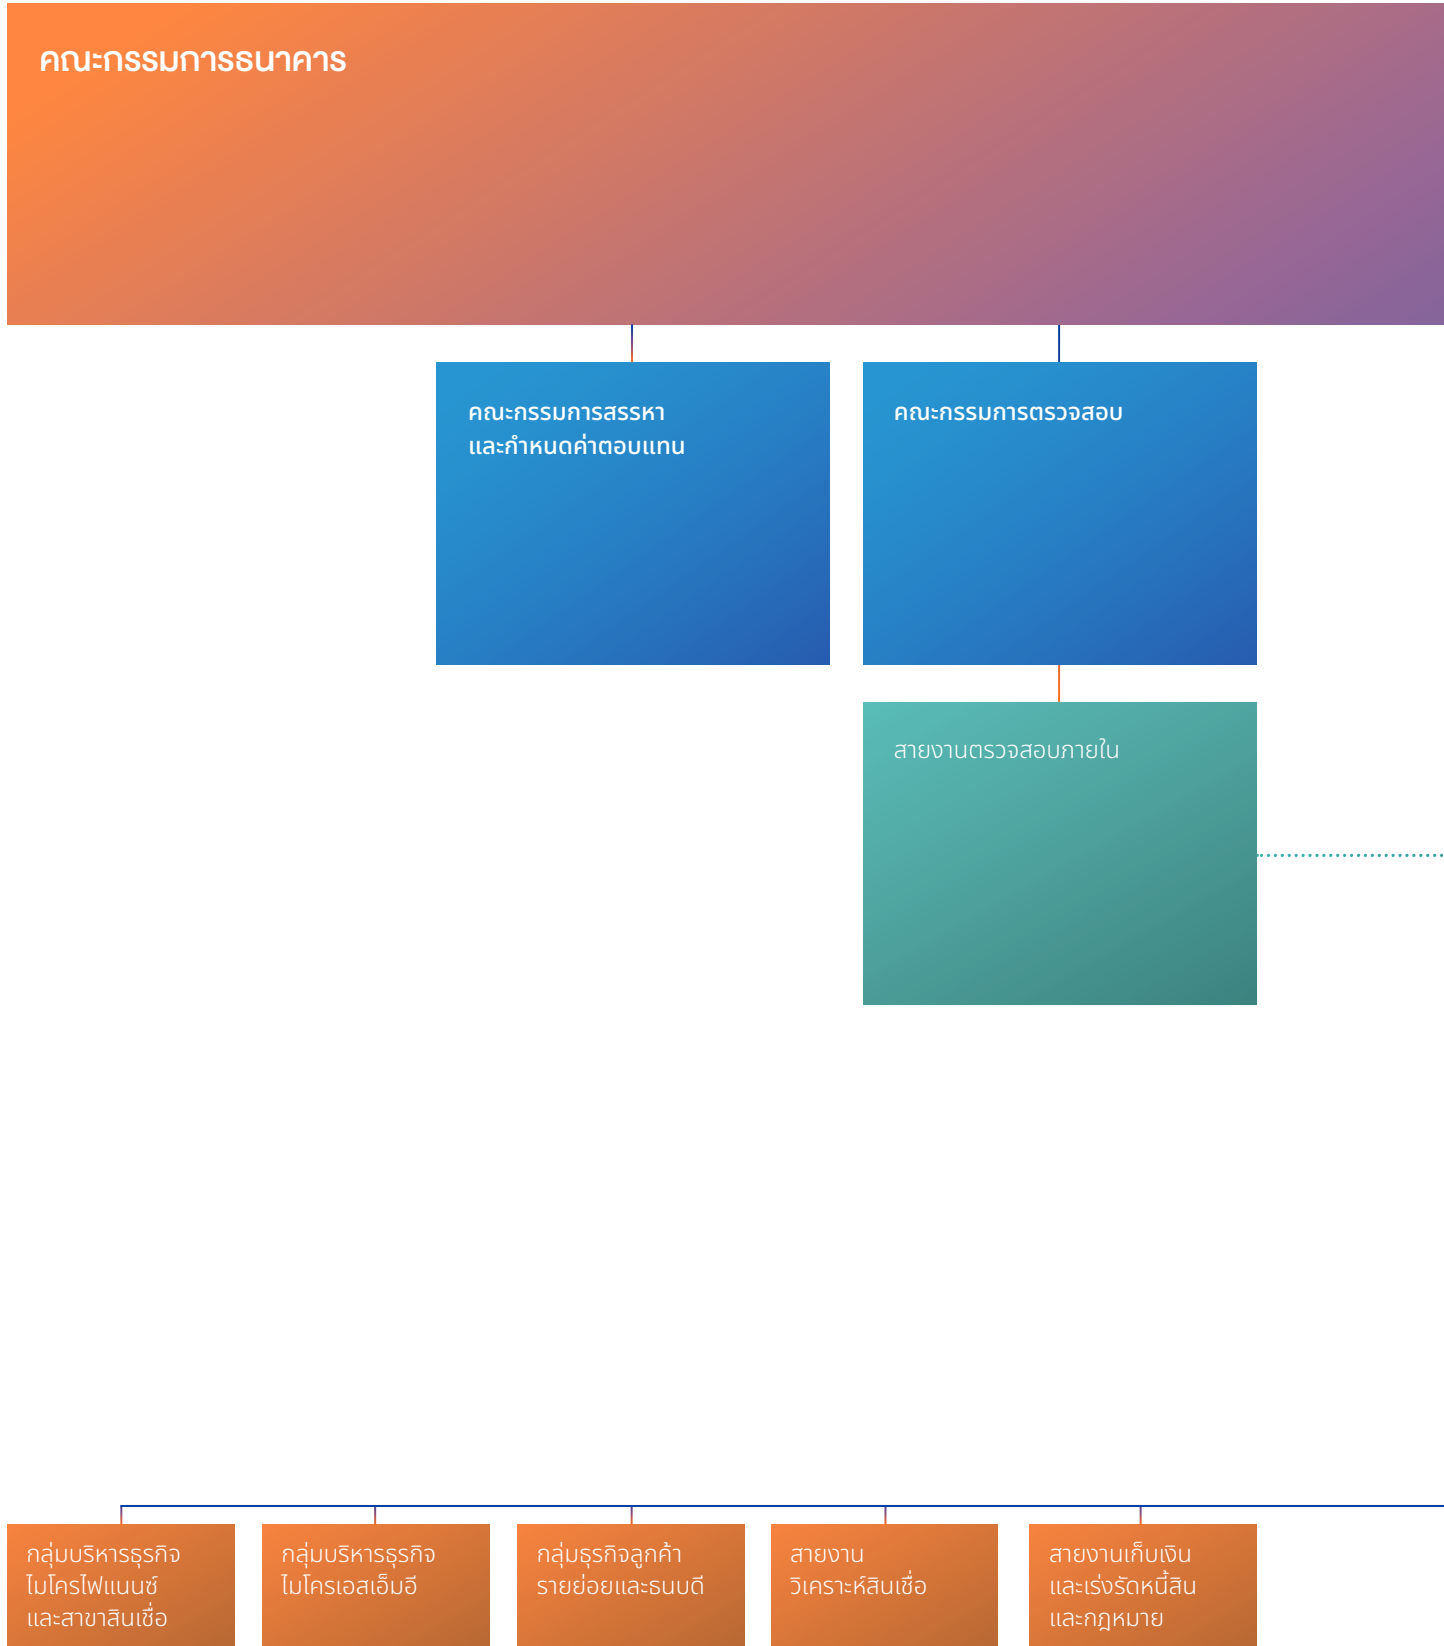 คณะกรรมการธนาคาร
คณะกรรมการสรรหา
และกำหนดค่าตอบแทน
คณะกรรมการตรวจสอบ
สายงานตรวจสอบภายใน
กลุ่มบริหารธุรกิจ
ไมโครไฟแนนซ์
และสาขาสินเชื่อ
กลุ่มบริหารธุรกิจ
ไมโครเอสเอ็มอี
กลุ่มธุรกิจลูกค้า
รายย่อยและธนบดี
สายงาน
วิเคราะห์สินเชื่อ
สายงานเก็บเงิน
และเร่งรัดหนี้สิน
และกฎหมาย